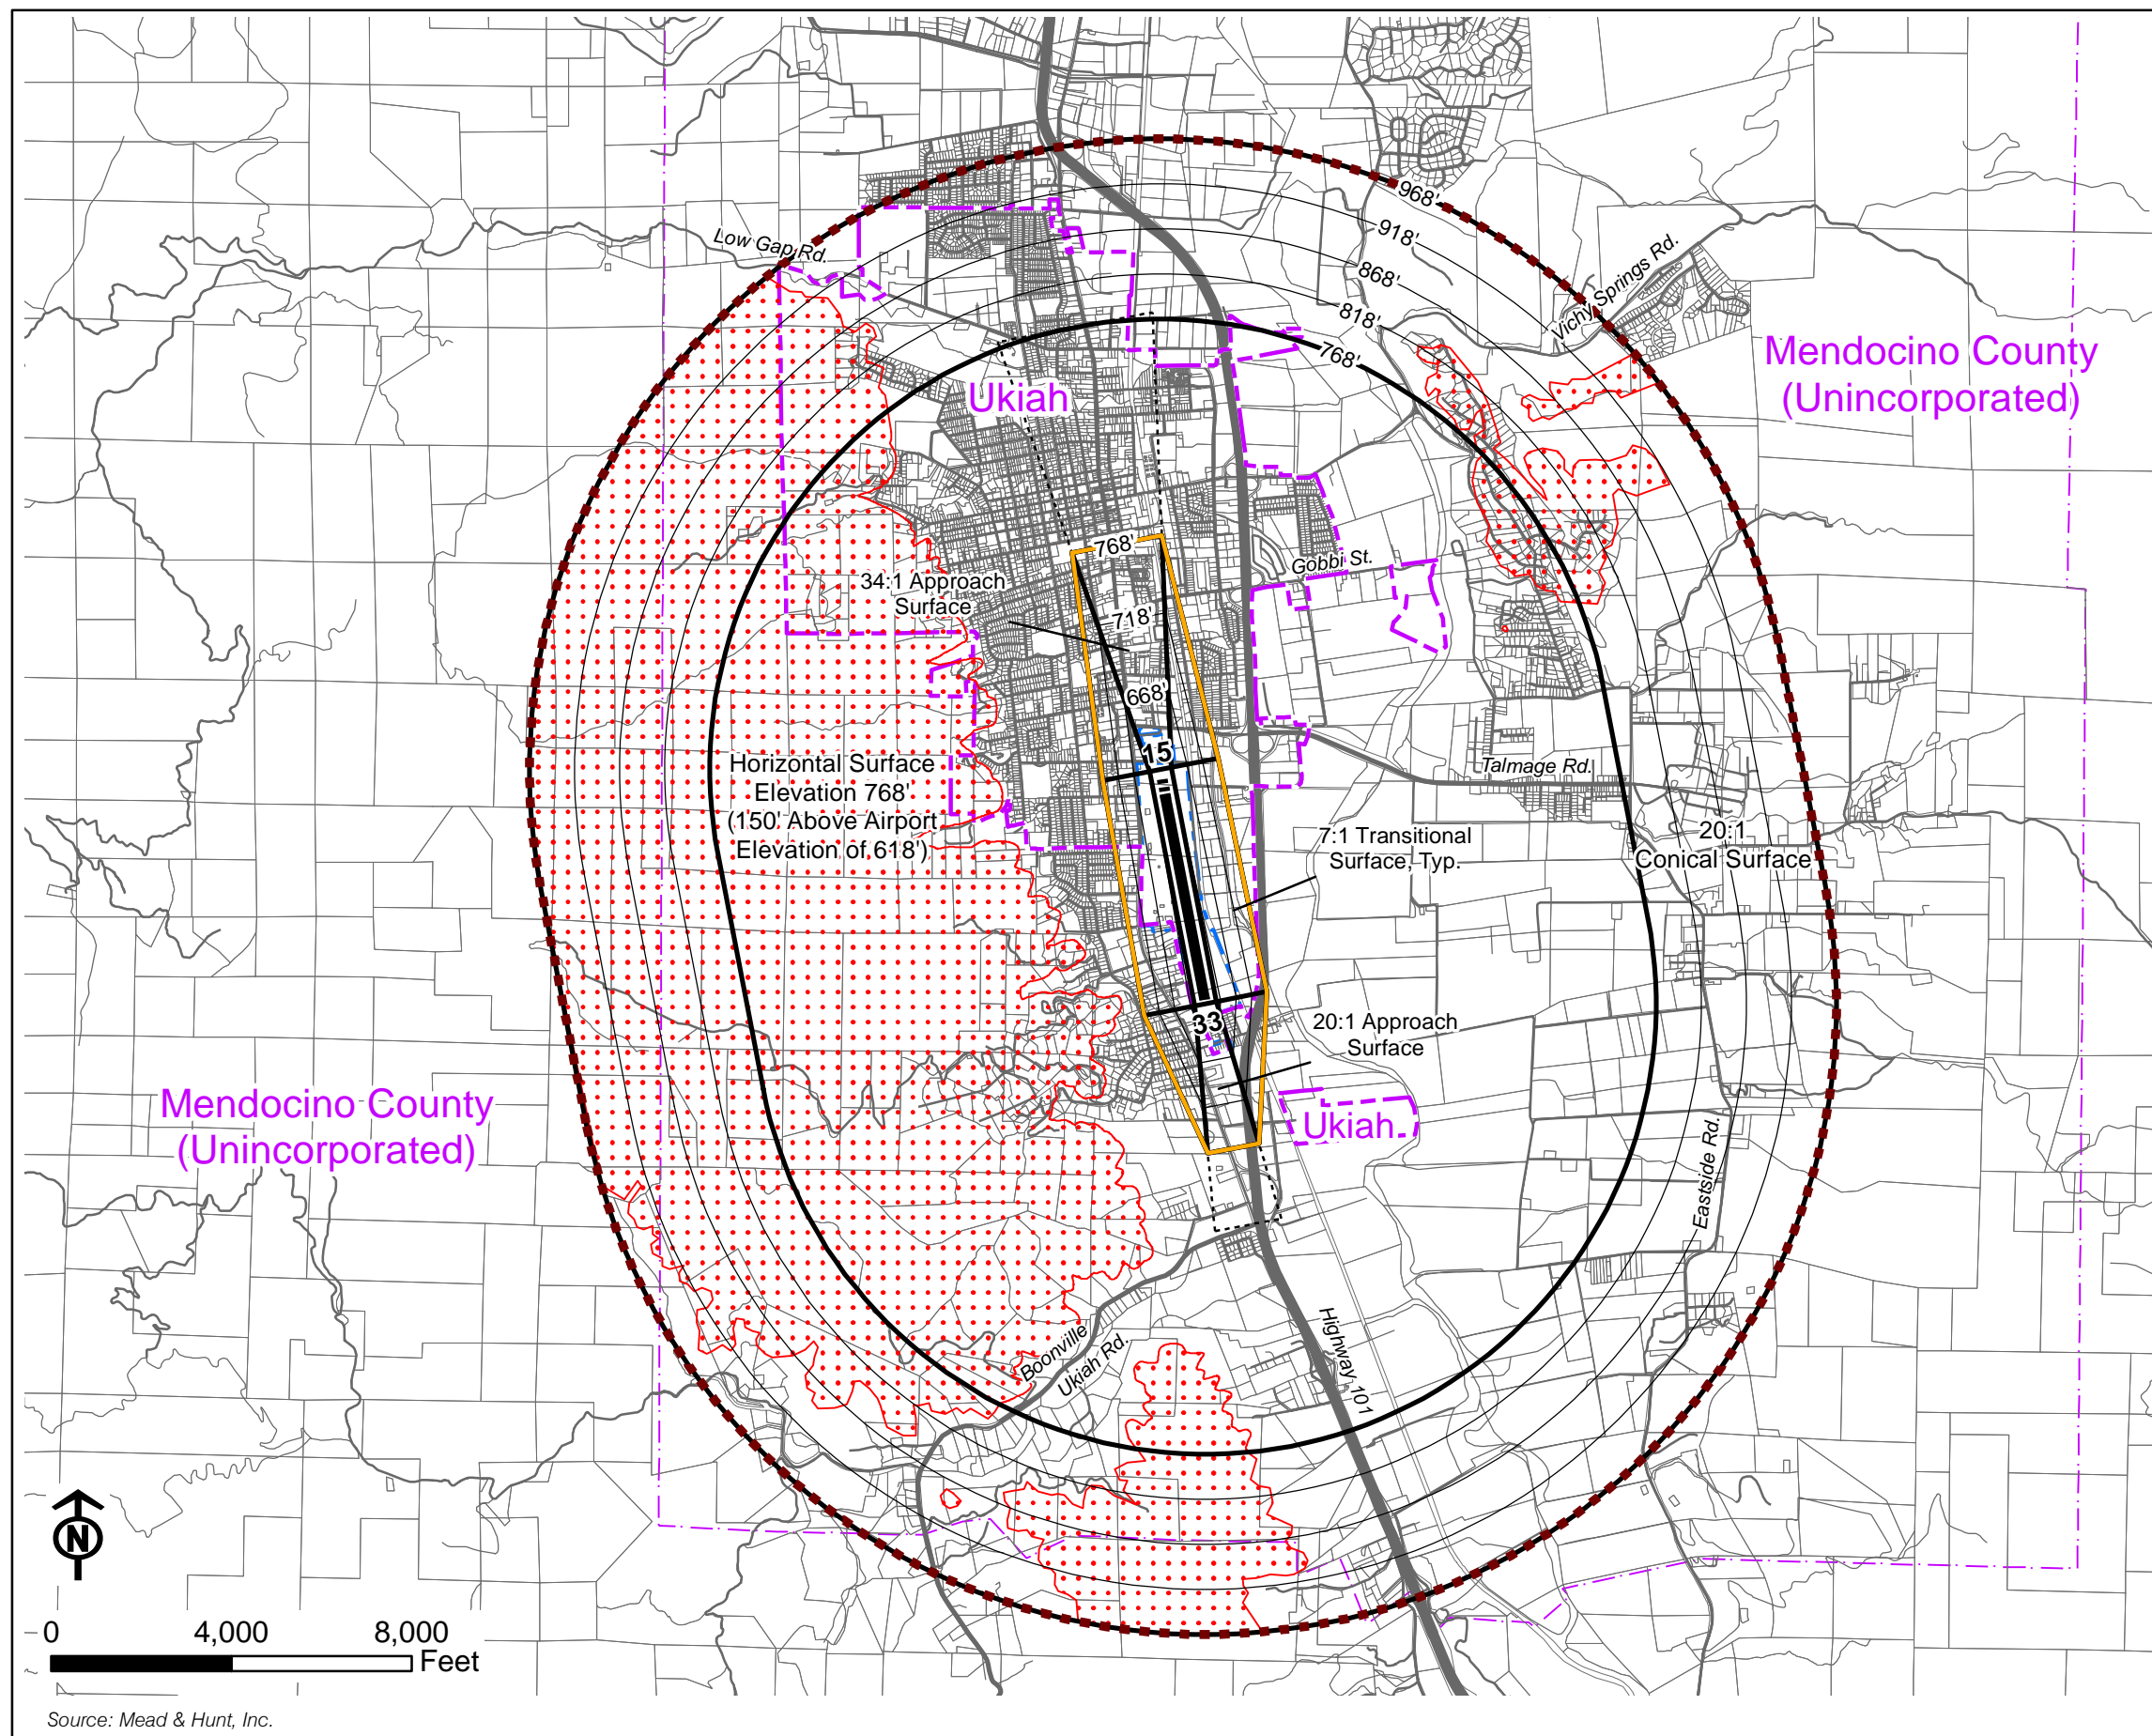 968'
918'
868'
818'
768'
Low Gap Rd.
Vichy Springs Rd.
Mendocino County
(Unincorporated)
Ukiah
768'
34:1 Approach
Surface
718'
Gobbi St.
668'
15
Horizontal Surface
Elevation 768'
(150' Above Airport
Elevation of 618')
Talmage Rd.
7:1 Transitional
Surface, Typ.
20:1
Conical Surface
33
20:1 Approach
Surface
Mendocino County
(Unincorporated)
Ukiah
Eastside Rd.
Boonville
Ukiah Rd.
Highway 101
N
0 4,000 8,000
Feet
Source: Mead & Hunt, Inc.